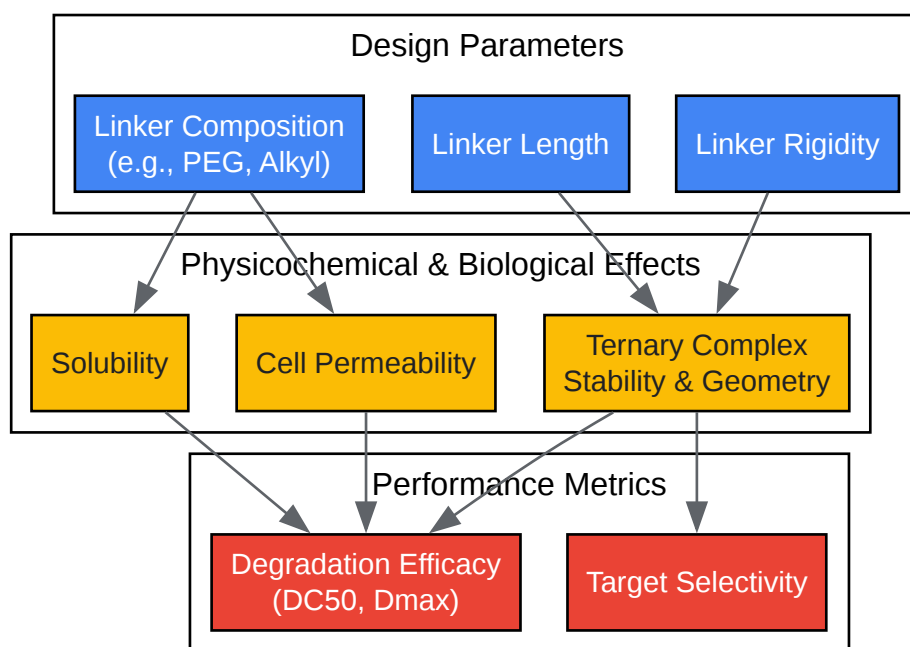 Design Parameters
Linker Composition
(e.g., PEG, Alkyl)
Linker Length
Linker Rigidity
Physicochemical & Biological Effects
Solubility
Cell Permeability
Ternary Complex
Stability & Geometry
Performance Metrics
Degradation Efficacy
(DC50, Dmax)
Target Selectivity